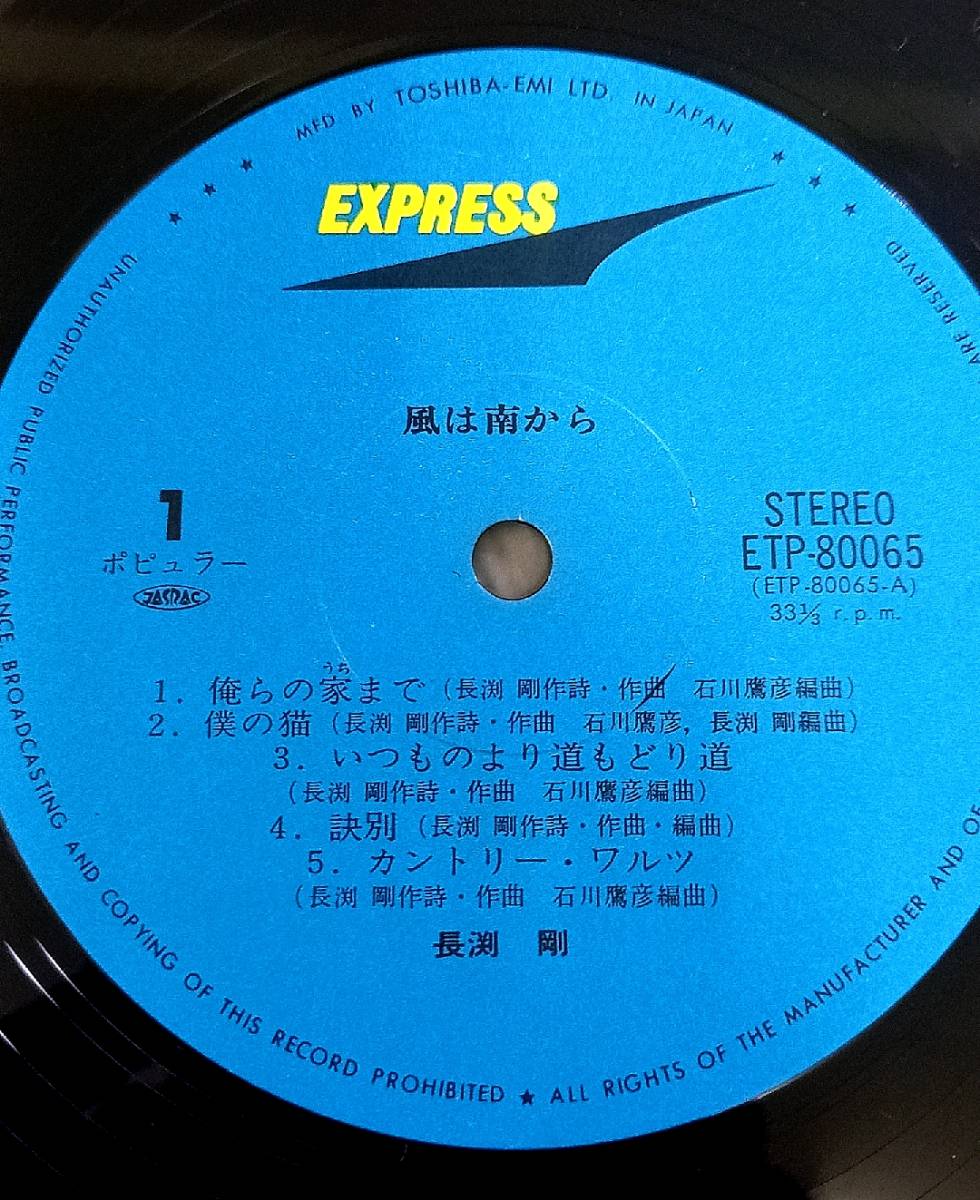 MFD BY TOSHIBA-EMI LTD. IN JAPAN
EXPRESS
風は南から
1
ポピュラー
JASRAC
STEREO
ETP-80065
(ETP-80065-A)
33⅓ r.p.m.
うち
1. 俺らの家まで (長渕 剛作詩・作曲 石川鷹彦編曲)
2. 僕の猫 (長渕 剛作詩・作曲 石川鷹彦, 長渕 剛編曲)
3. いつものより道もどり道
(長渕 剛作詩・作曲 石川鷹彦編曲)
4. 訣別 (長渕 剛作詩・作曲・編曲)
5. カントリー・ワルツ
(長渕 剛作詩・作曲 石川鷹彦編曲)
長渕 剛
UNAUTHORIZED PUBLIC PERFORMANCE, BROADCASTING AND COPYING OF THIS RECORD PROHIBITED ★ ALL RIGHTS OF THE MANUFACTURER AND OF
ARE RESERVED